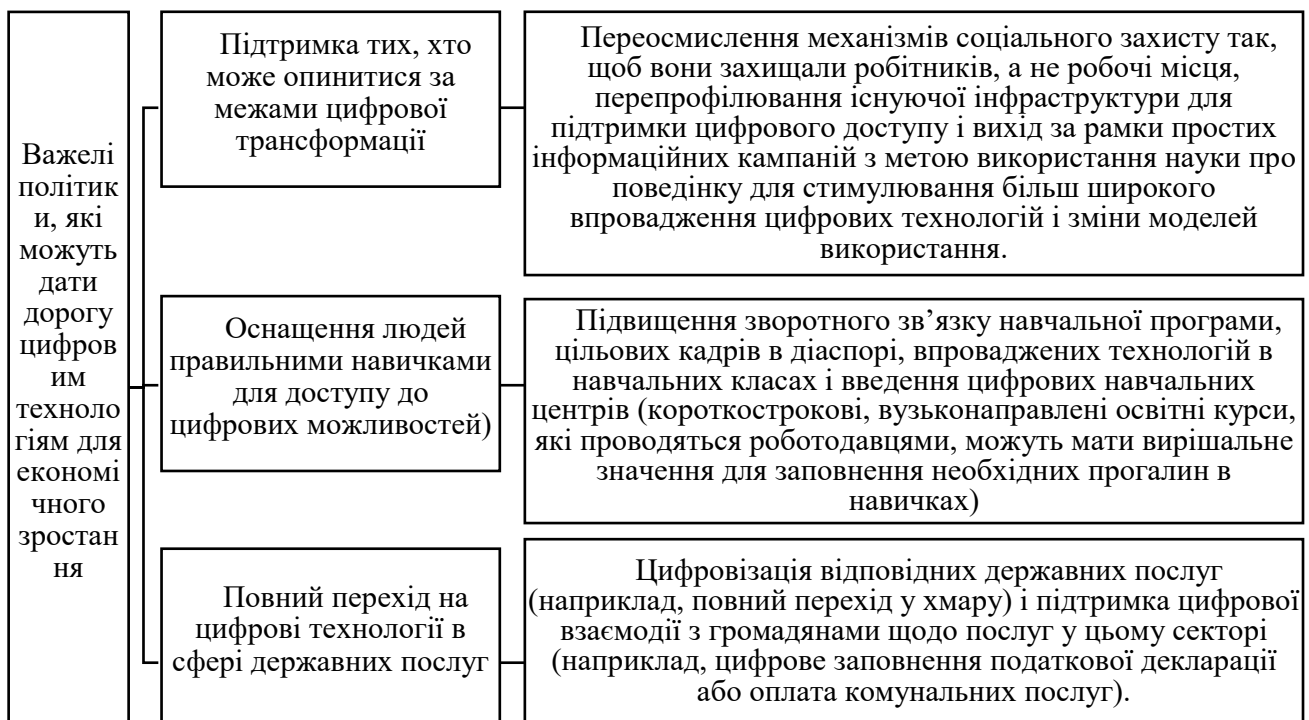 Важелі
політик
и, які
можуть
дати
дорогу
цифров
им
техноло
гіям для
економі
чного
зростан
ня
Підтримка тих, хто
може опинитися за
межами цифрової
трансформації
Переосмислення механізмів соціального захисту так,
щоб вони захищали робітників, а не робочі місця,
перепрофілювання існуючої інфраструктури для
підтримки цифрового доступу і вихід за рамки простих
інформаційних кампаній з метою використання науки про
поведінку для стимулювання більш широкого
впровадження цифрових технологій і зміни моделей
використання.
Оснащення людей
правильними навичками
для доступу до
цифрових можливостей)
Підвищення зворотного зв’язку навчальної програми,
цільових кадрів в діаспорі, впроваджених технологій в
навчальних класах і введення цифрових навчальних
центрів (короткострокові, вузьконаправлені освітні курси,
які проводяться роботодавцями, можуть мати вирішальне
значення для заповнення необхідних прогалин в
навичках)
Повний перехід на
цифрові технології в
сфері державних послуг
Цифровізація відповідних державних послуг
(наприклад, повний перехід у хмару) і підтримка цифрової
взаємодії з громадянами щодо послуг у цьому секторі
(наприклад, цифрове заповнення податкової декларації
або оплата комунальних послуг).